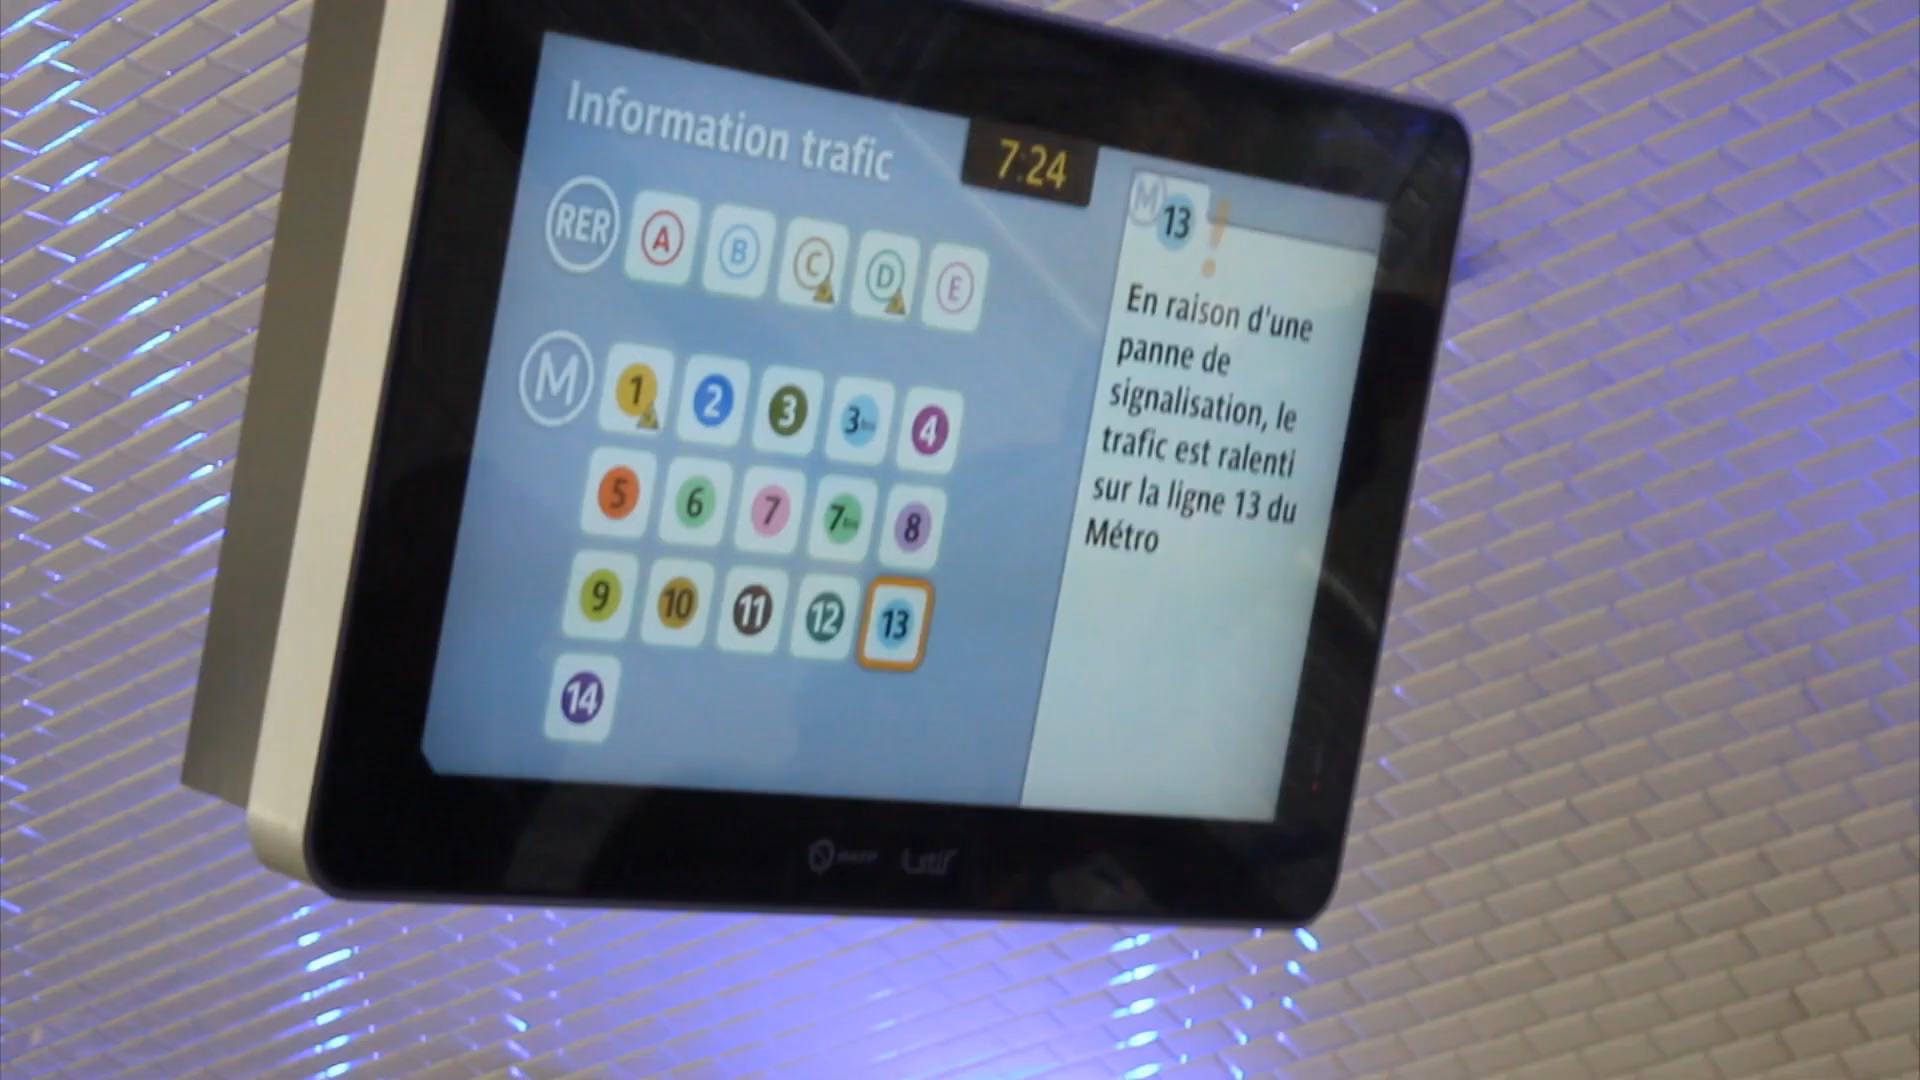 Information trafic
7:24
RER A B C D E
M 1 2 3 3bis 4
5 6 7 7bis 8
9 10 11 12 13
14
M 13 !
En raison d'une
panne de
signalisation, le
trafic est ralenti
sur la ligne 13 du
Métro
RATP